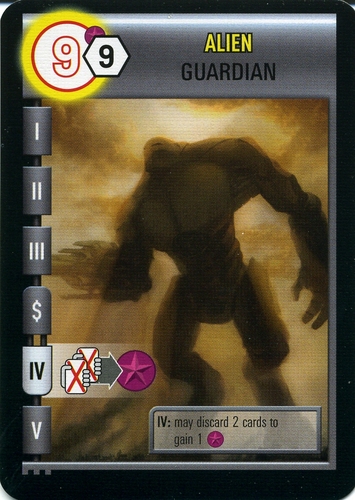 9 9
ALIEN
GUARDIAN
I
II
III
$
IV
V
IV: may discard 2 cards to
gain 1